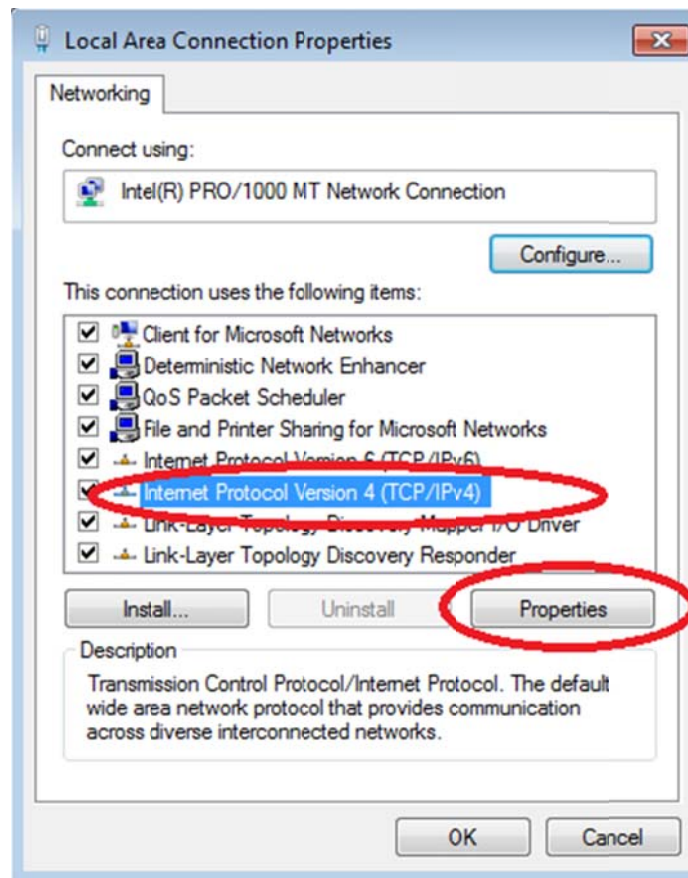 Local Area Connection Properties
Networking
Connect using:
Intel(R) PRO/1000 MT Network Connection
Configure...
This connection uses the following items:
Client for Microsoft Networks
Deterministic Network Enhancer
QoS Packet Scheduler
File and Printer Sharing for Microsoft Networks
Internet Protocol Version 6 (TCP/IPv6)
Internet Protocol Version 4 (TCP/IPv4)
Link-Layer Topology Discovery Mapper I/O Driver
Link-Layer Topology Discovery Responder
Install...
Uninstall
Properties
Description
Transmission Control Protocol/Internet Protocol. The default
wide area network protocol that provides communication
across diverse interconnected networks.
OK
Cancel